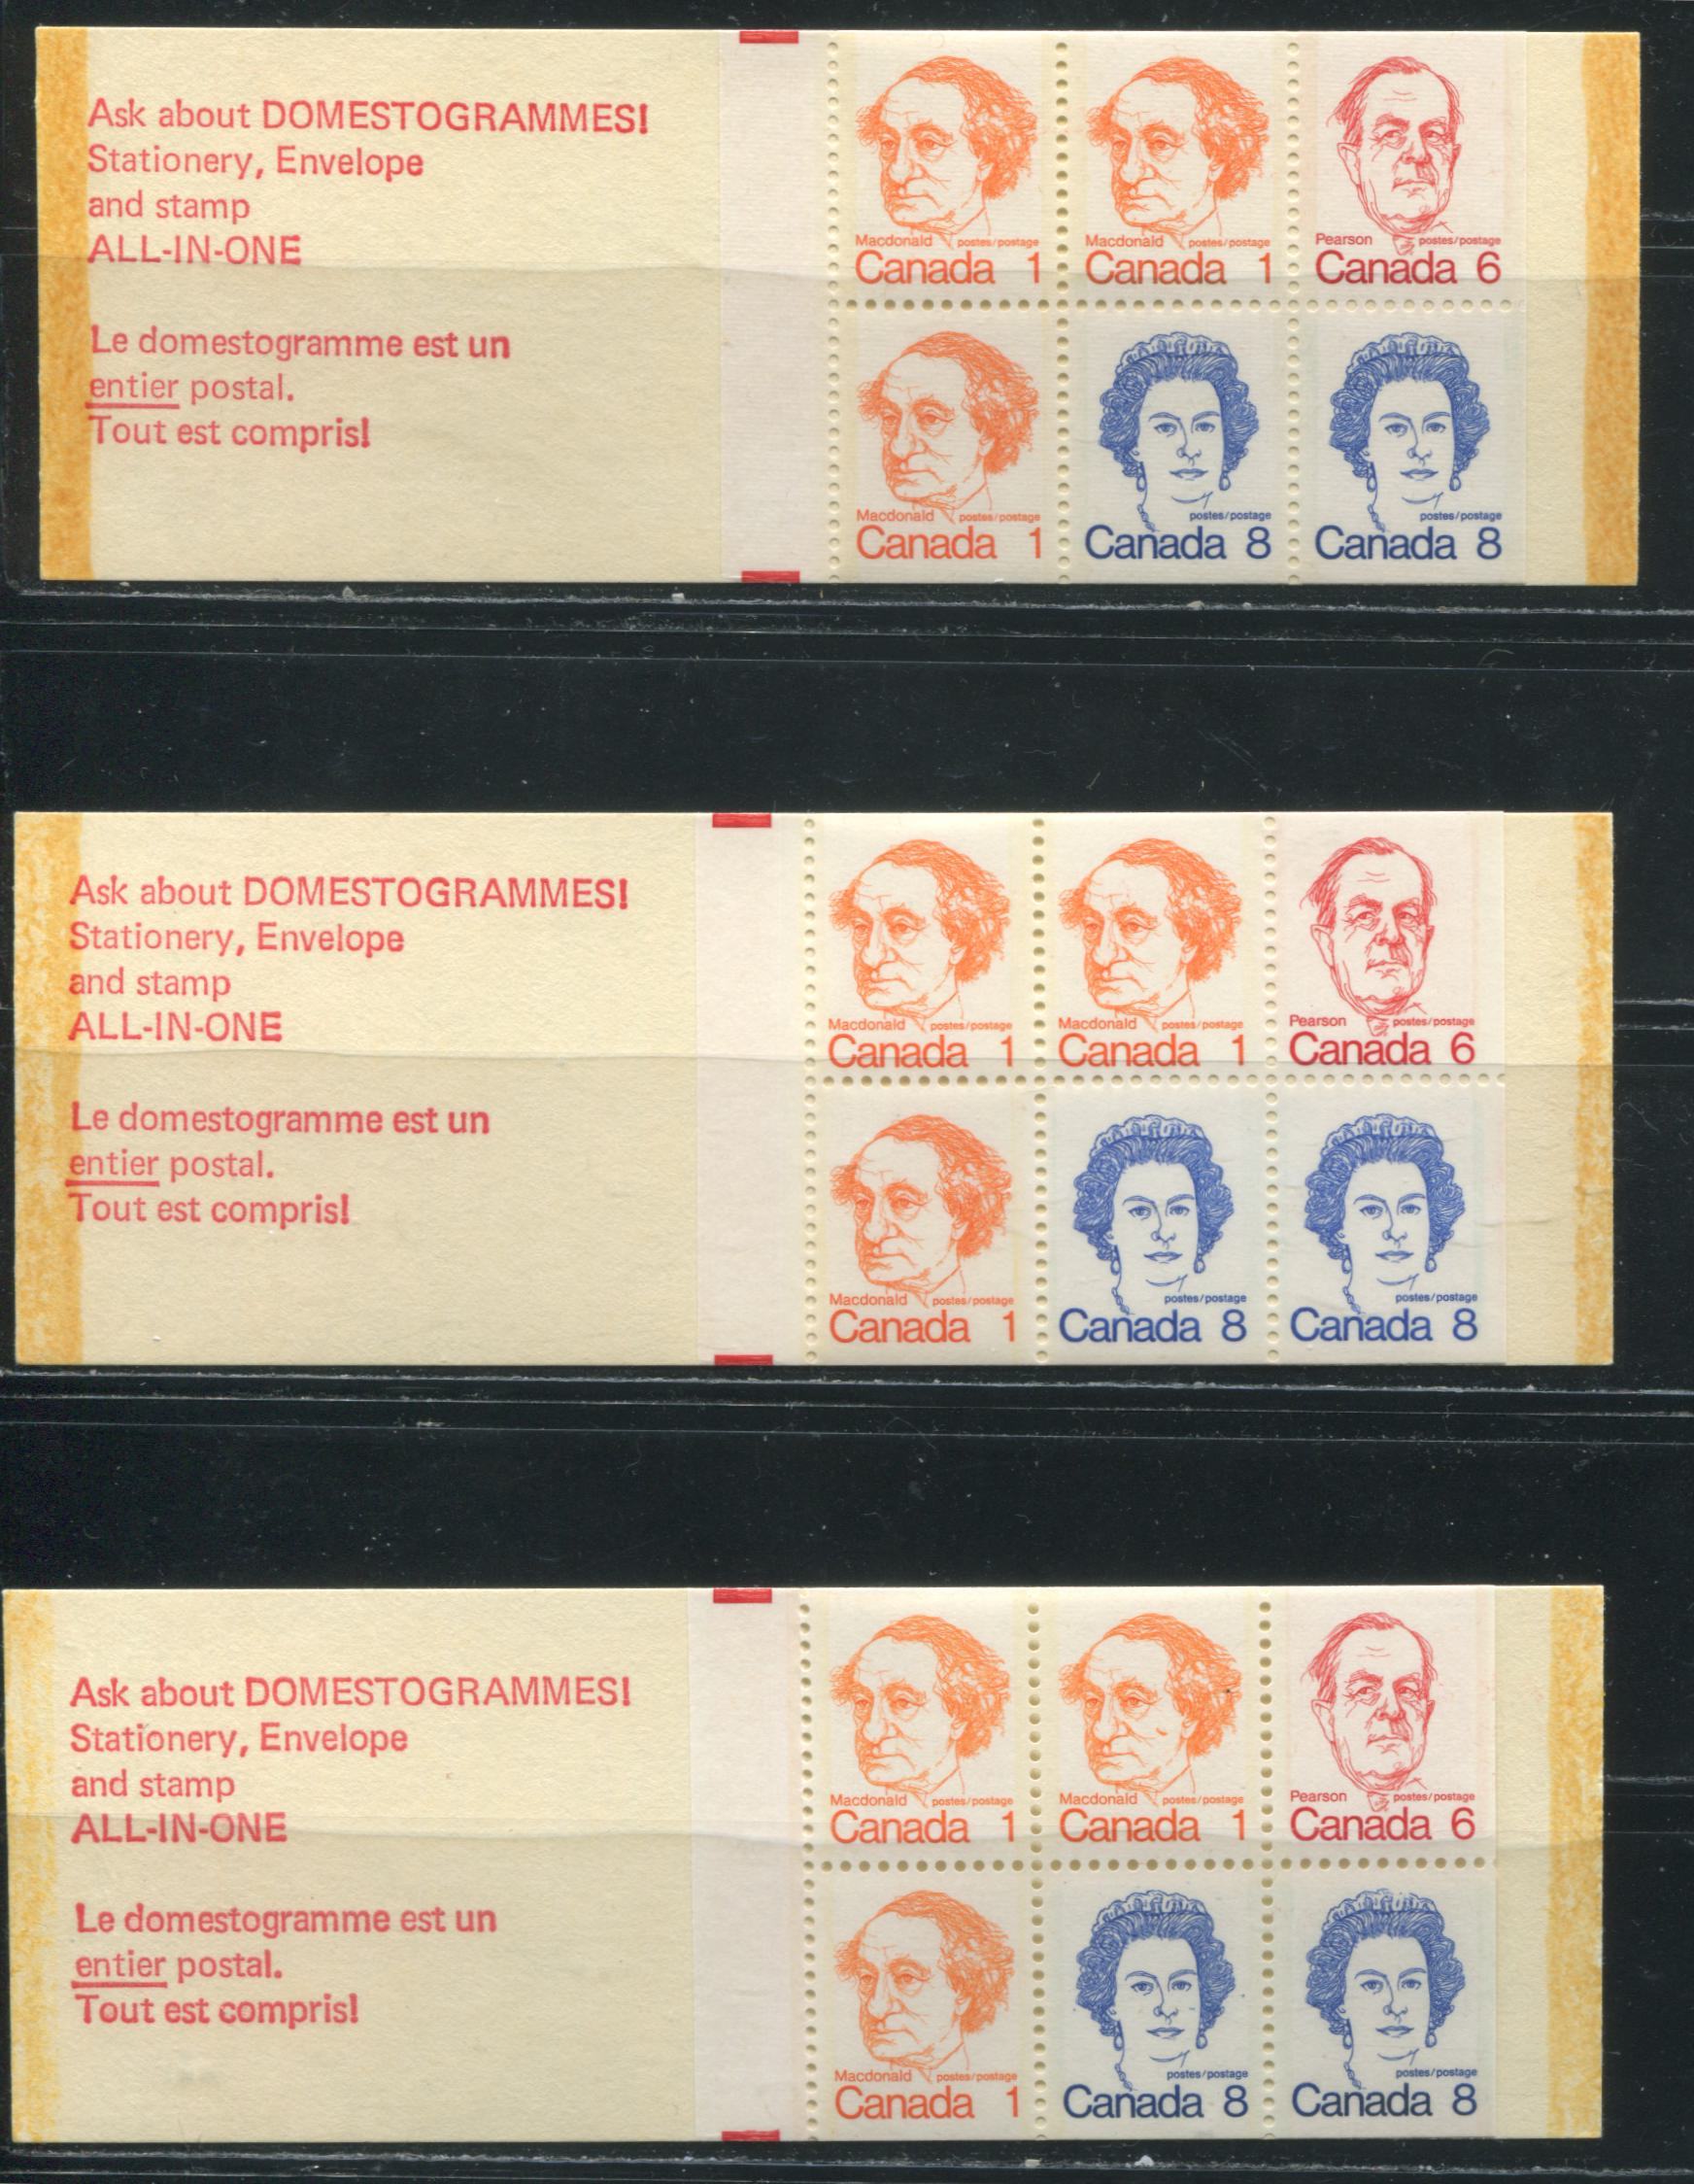 Ask about DOMESTOGRAMMES!
Stationery, Envelope
and stamp
ALL-IN-ONE
Le domestogramme est un
entier postal.
Tout est compris!
Macdonald postes/postage
Canada 1
Macdonald postes/postage
Canada 1
Pearson postes/postage
Canada 6
Macdonald postes/postage
Canada 1
postes/postage
Canada 8
postes/postage
Canada 8
Ask about DOMESTOGRAMMES!
Stationery, Envelope
and stamp
ALL-IN-ONE
Le domestogramme est un
entier postal.
Tout est compris!
Macdonald postes/postage
Canada 1
Macdonald postes/postage
Canada 1
Pearson postes/postage
Canada 6
Macdonald postes/postage
Canada 1
postes/postage
Canada 8
postes/postage
Canada 8
Ask about DOMESTOGRAMMES!
Stationery, Envelope
and stamp
ALL-IN-ONE
Le domestogramme est un
entier postal.
Tout est compris!
Macdonald postes/postage
Canada 1
Macdonald postes/postage
Canada 1
Pearson postes/postage
Canada 6
Macdonald postes/postage
Canada 1
postes/postage
Canada 8
postes/postage
Canada 8